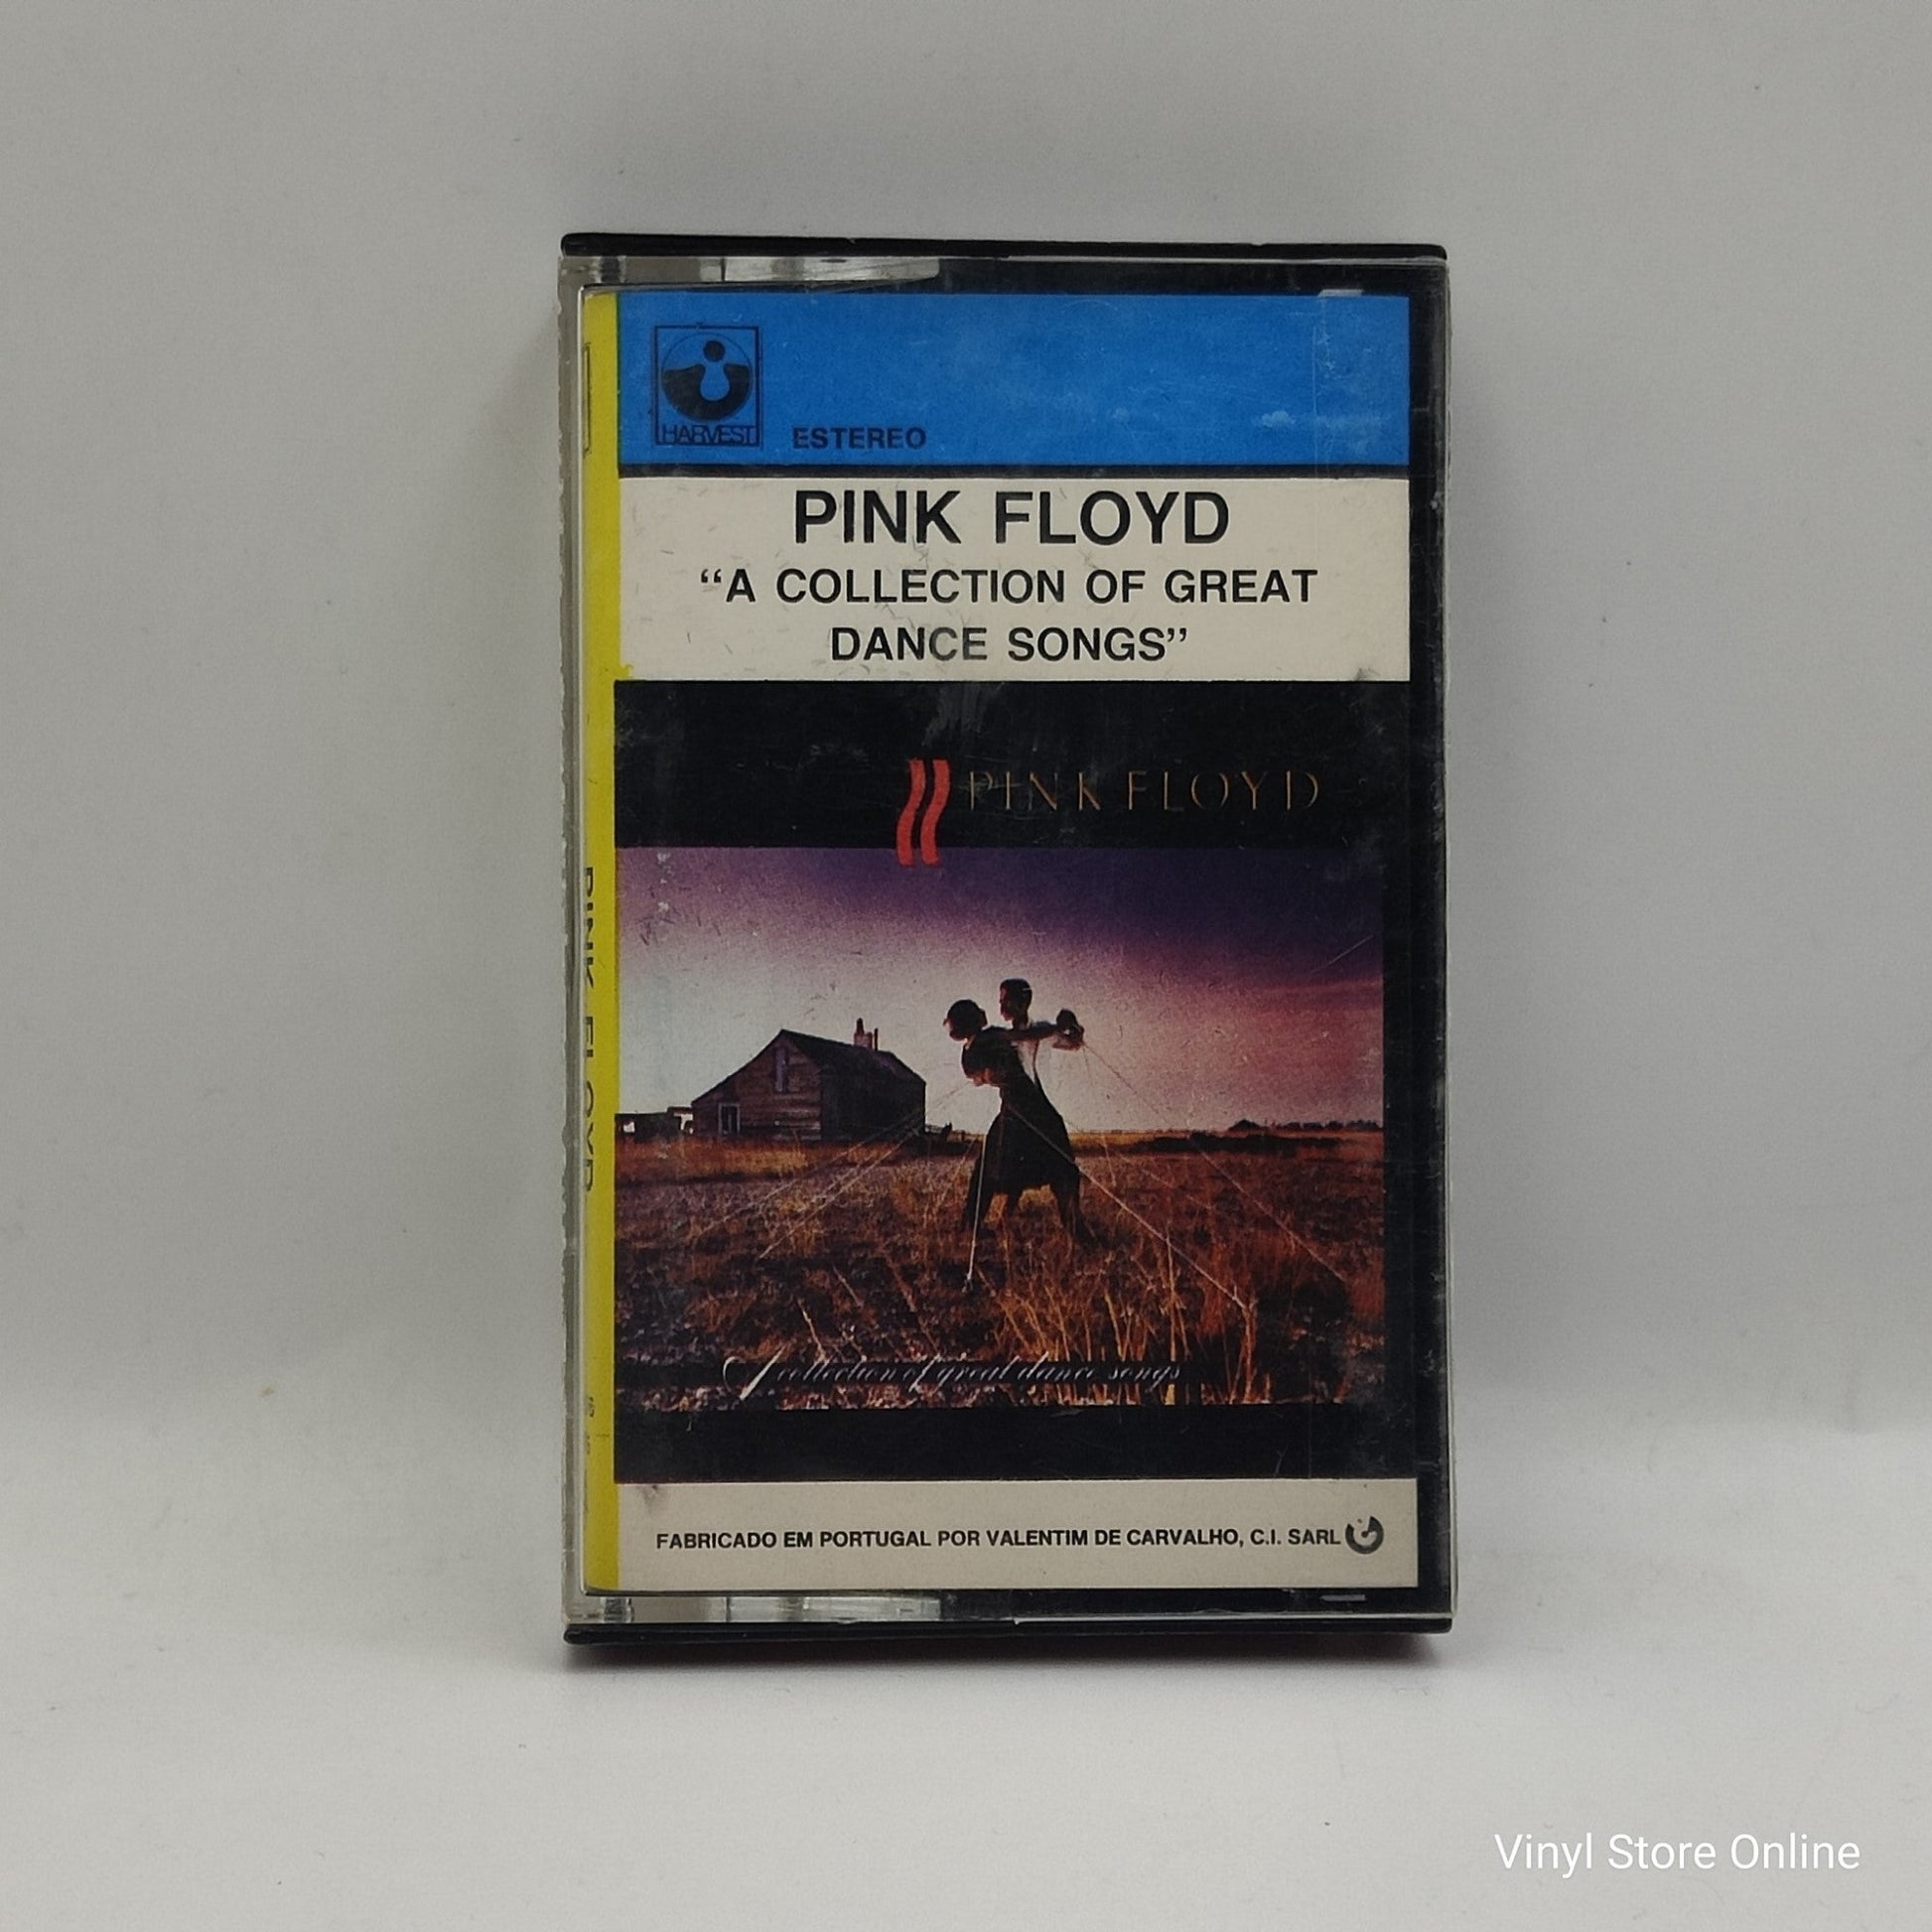 HARVEST
ESTEREO
PINK FLOYD
“A COLLECTION OF GREAT
DANCE SONGS”
PINK FLOYD
A collection of great dance songs
FABRICADO EM PORTUGAL POR VALENTIM DE CARVALHO, C.I. SARL
PINK FLOYD
Vinyl Store Online